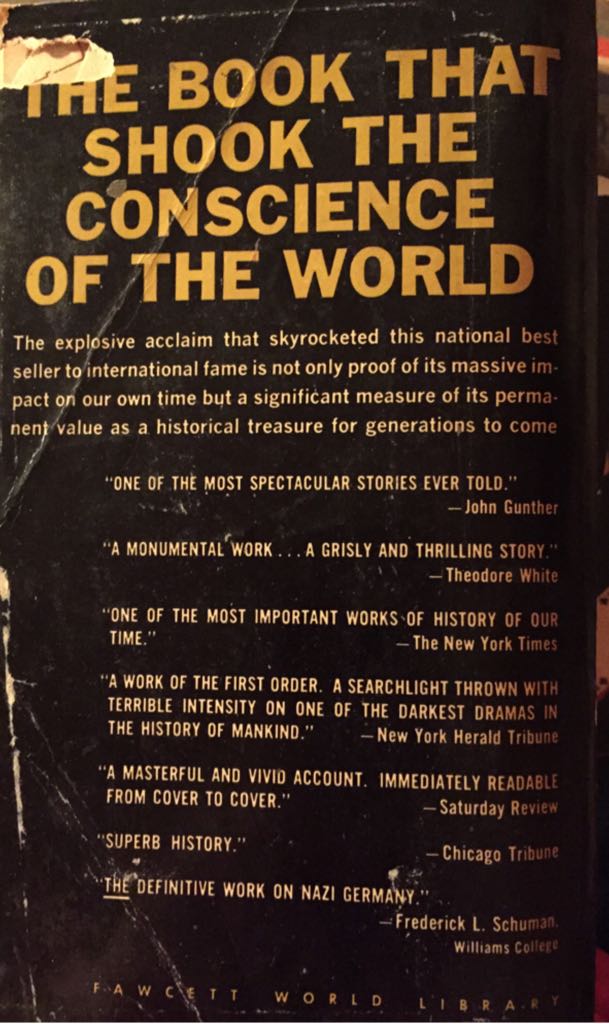 THE BOOK THAT
SHOOK THE
CONSCIENCE
OF THE WORLD
The explosive acclaim that skyrocketed this national best
seller to international fame is not only proof of its massive im-
pact on our own time but a significant measure of its perma-
nent value as a historical treasure for generations to come
"ONE OF THE MOST SPECTACULAR STORIES EVER TOLD."
—John Gunther
"A MONUMENTAL WORK . . . A GRISLY AND THRILLING STORY."
—Theodore White
"ONE OF THE MOST IMPORTANT WORKS OF HISTORY OF OUR
TIME." —The New York Times
"A WORK OF THE FIRST ORDER. A SEARCHLIGHT THROWN WITH
TERRIBLE INTENSITY ON ONE OF THE DARKEST DRAMAS IN
THE HISTORY OF MANKIND." —New York Herald Tribune
"A MASTERFUL AND VIVID ACCOUNT. IMMEDIATELY READABLE
FROM COVER TO COVER." —Saturday Review
"SUPERB HISTORY." —Chicago Tribune
"THE DEFINITIVE WORK ON NAZI GERMANY."
—Frederick L. Schuman,
Williams College
FAWCETT WORLD LIBRARY